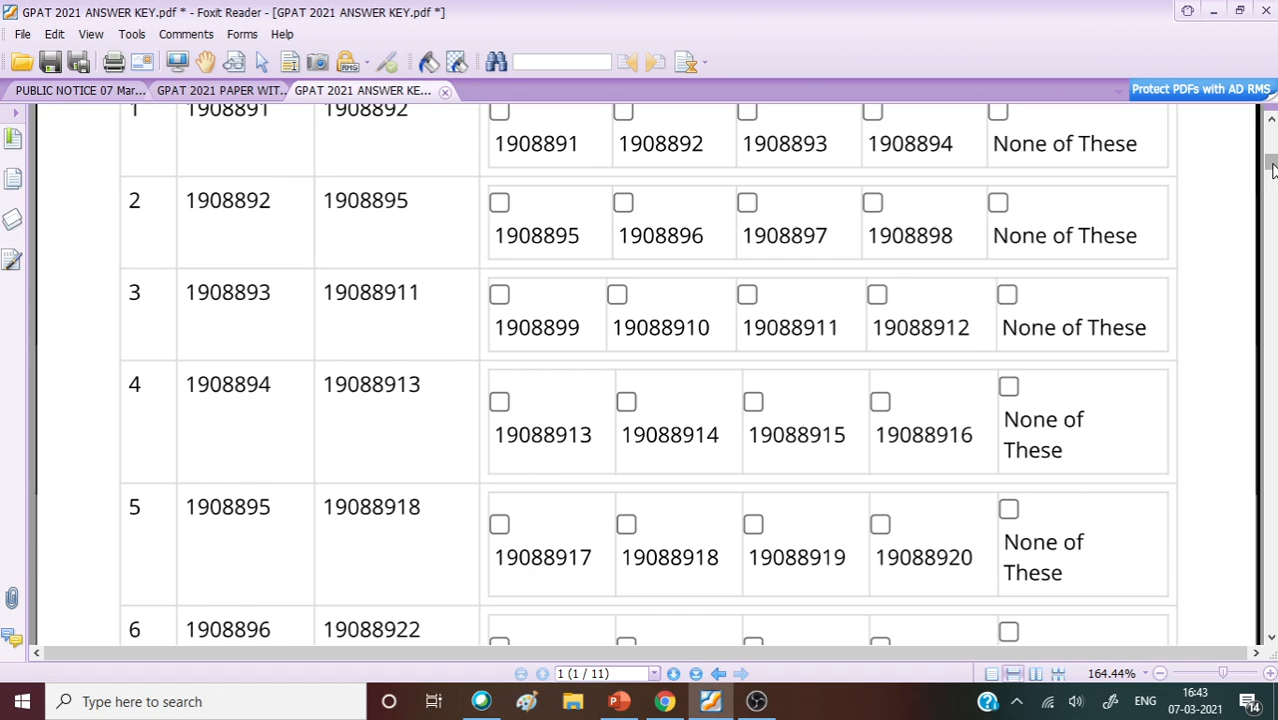 GPAT 2021 ANSWER KEY.pdf * - Foxit Reader - [GPAT 2021 ANSWER KEY.pdf *]
File Edit View Tools Comments Forms Help
RMS
PUBLIC NOTICE 07 Mar... GPAT 2021 PAPER WIT... GPAT 2021 ANSWER KE... Protect PDFs with AD RMS
1 1908891 1908892
1908891 1908892 1908893 1908894 None of These
2 1908892 1908895
1908895 1908896 1908897 1908898 None of These
3 1908893 19088911
1908899 19088910 19088911 19088912 None of These
4 1908894 19088913
19088913 19088914 19088915 19088916 None of
These
5 1908895 19088918
19088917 19088918 19088919 19088920 None of
These
6 1908896 19088922
1 (1 / 11) 164.44%
Type here to search
ENG 16:43
07-03-2021
14